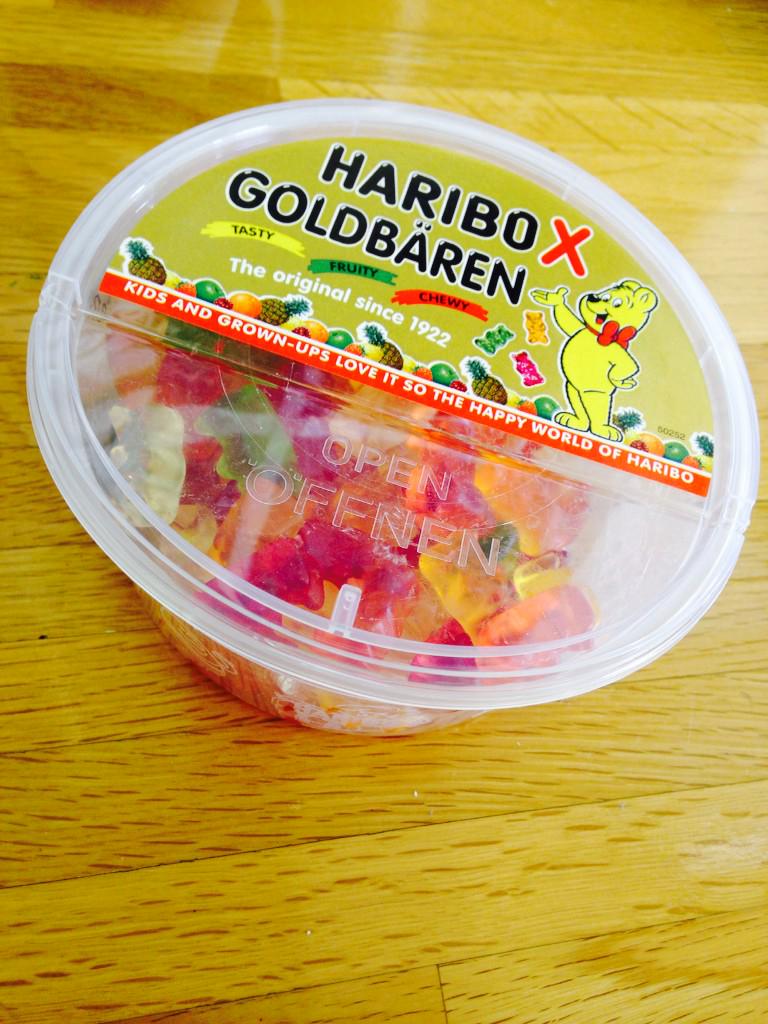 HARIBO X
GOLDBÄREN
TASTY
FRUITY
CHEWY
The original since 1922
KIDS AND GROWN-UPS LOVE IT SO THE HAPPY WORLD OF HARIBO
50252
OPEN
ÖFFNEN